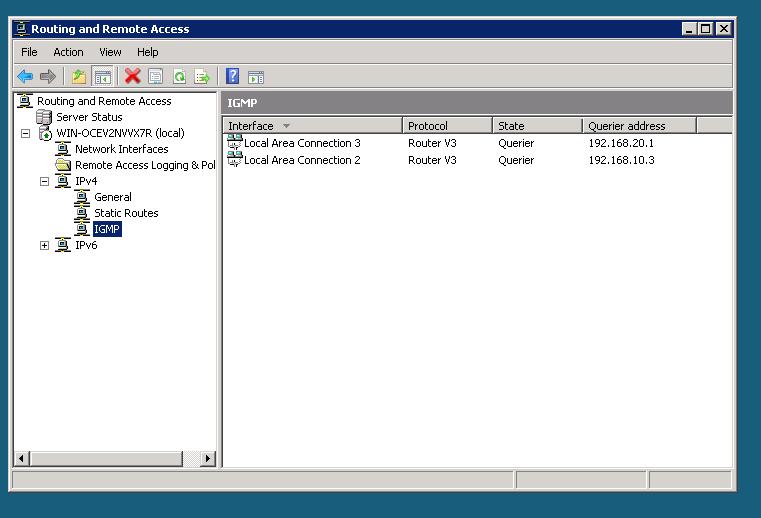 Routing and Remote Access
File Action View Help
Routing and Remote Access
Server Status
WIN-OCEV2NVVX7R (local)
Network Interfaces
Remote Access Logging & Pol
IPv4
General
Static Routes
IGMP
IPv6
IGMP
Interface Protocol State Querier address
Local Area Connection 3 Router V3 Querier 192.168.20.1
Local Area Connection 2 Router V3 Querier 192.168.10.3